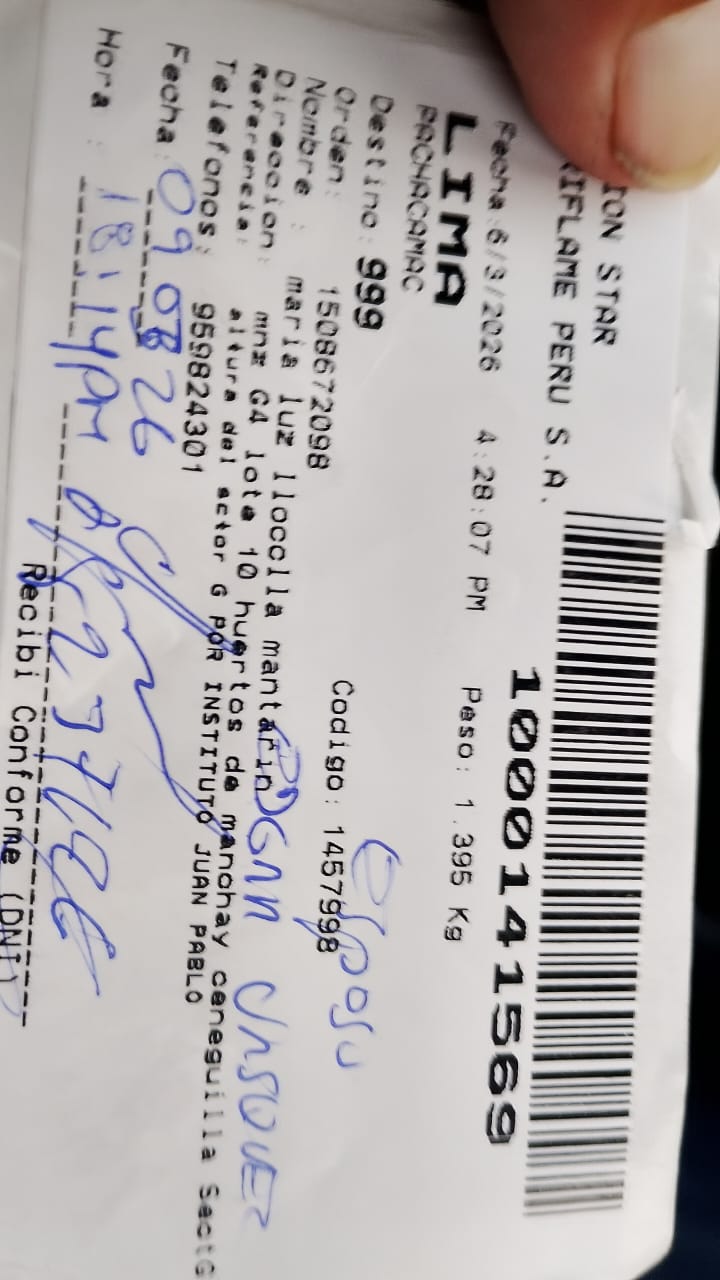 ION STAR
RIFLAME PERU S.A.
1000141569
Fecha:6/3/2026 4:28:07 PM Peso: 1.395 Kg
LIMA
PACHACAMAC
Destino: 999
Orden: 1508672098 Codigo: 1457998
Esposo
Nombre : maria luz llocclla mantarin
Direccion: mnz G4 lote 10 huertos de manchay ceneguilla Secto
Referencia: altura del sctor G POR INSTITUTO JUAN PABLO
Telefonos: 959824301
Fecha: 09 03 26
Hora : 18:14pm
Recibi Conforme (DNI)